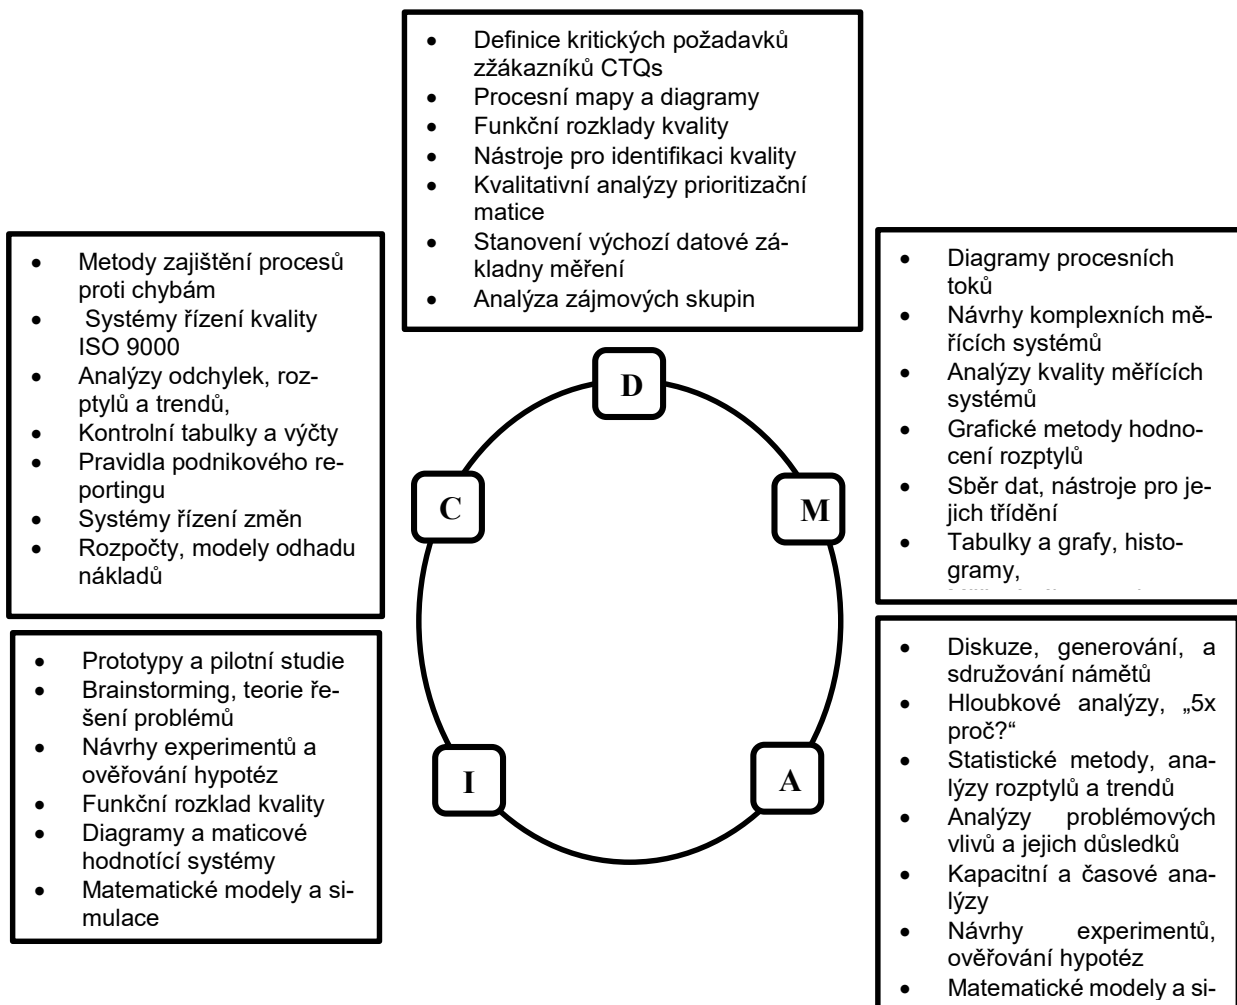 • Definice kritických požadavků
zžákazníků CTQs
• Procesní mapy a diagramy
• Funkční rozklady kvality
• Nástroje pro identifikaci kvality
• Kvalitativní analýzy prioritizační
matice
• Stanovení výchozí datové zá-
kladny měření
• Analýza zájmových skupin
• Metody zajištění procesů
proti chybám
• Systémy řízení kvality
ISO 9000
• Analýzy odchylek, roz-
ptylů a trendů,
• Kontrolní tabulky a výčty
• Pravidla podnikového re-
portingu
• Systémy řízení změn
• Rozpočty, modely odhadu
nákladů
• Diagramy procesních
toků
• Návrhy komplexních mě-
řících systémů
• Analýzy kvality měřících
systémů
• Grafické metody hodno-
cení rozptylů
• Sběr dat, nástroje pro je-
jich třídění
• Tabulky a grafy, histo-
gramy,
D
C
M
I
A
• Prototypy a pilotní studie
• Brainstorming, teorie ře-
šení problémů
• Návrhy experimentů a
ověřování hypotéz
• Funkční rozklad kvality
• Diagramy a maticové
hodnotící systémy
• Matematické modely a si-
mulace
• Diskuze, generování, a
sdružování námětů
• Hloubkové analýzy, „5x
proč?“
• Statistické metody, ana-
lýzy rozptylů a trendů
• Analýzy problémových
vlivů a jejich důsledků
• Kapacitní a časové ana-
lýzy
• Návrhy experimentů,
ověřování hypotéz
• Matematické modely a si-